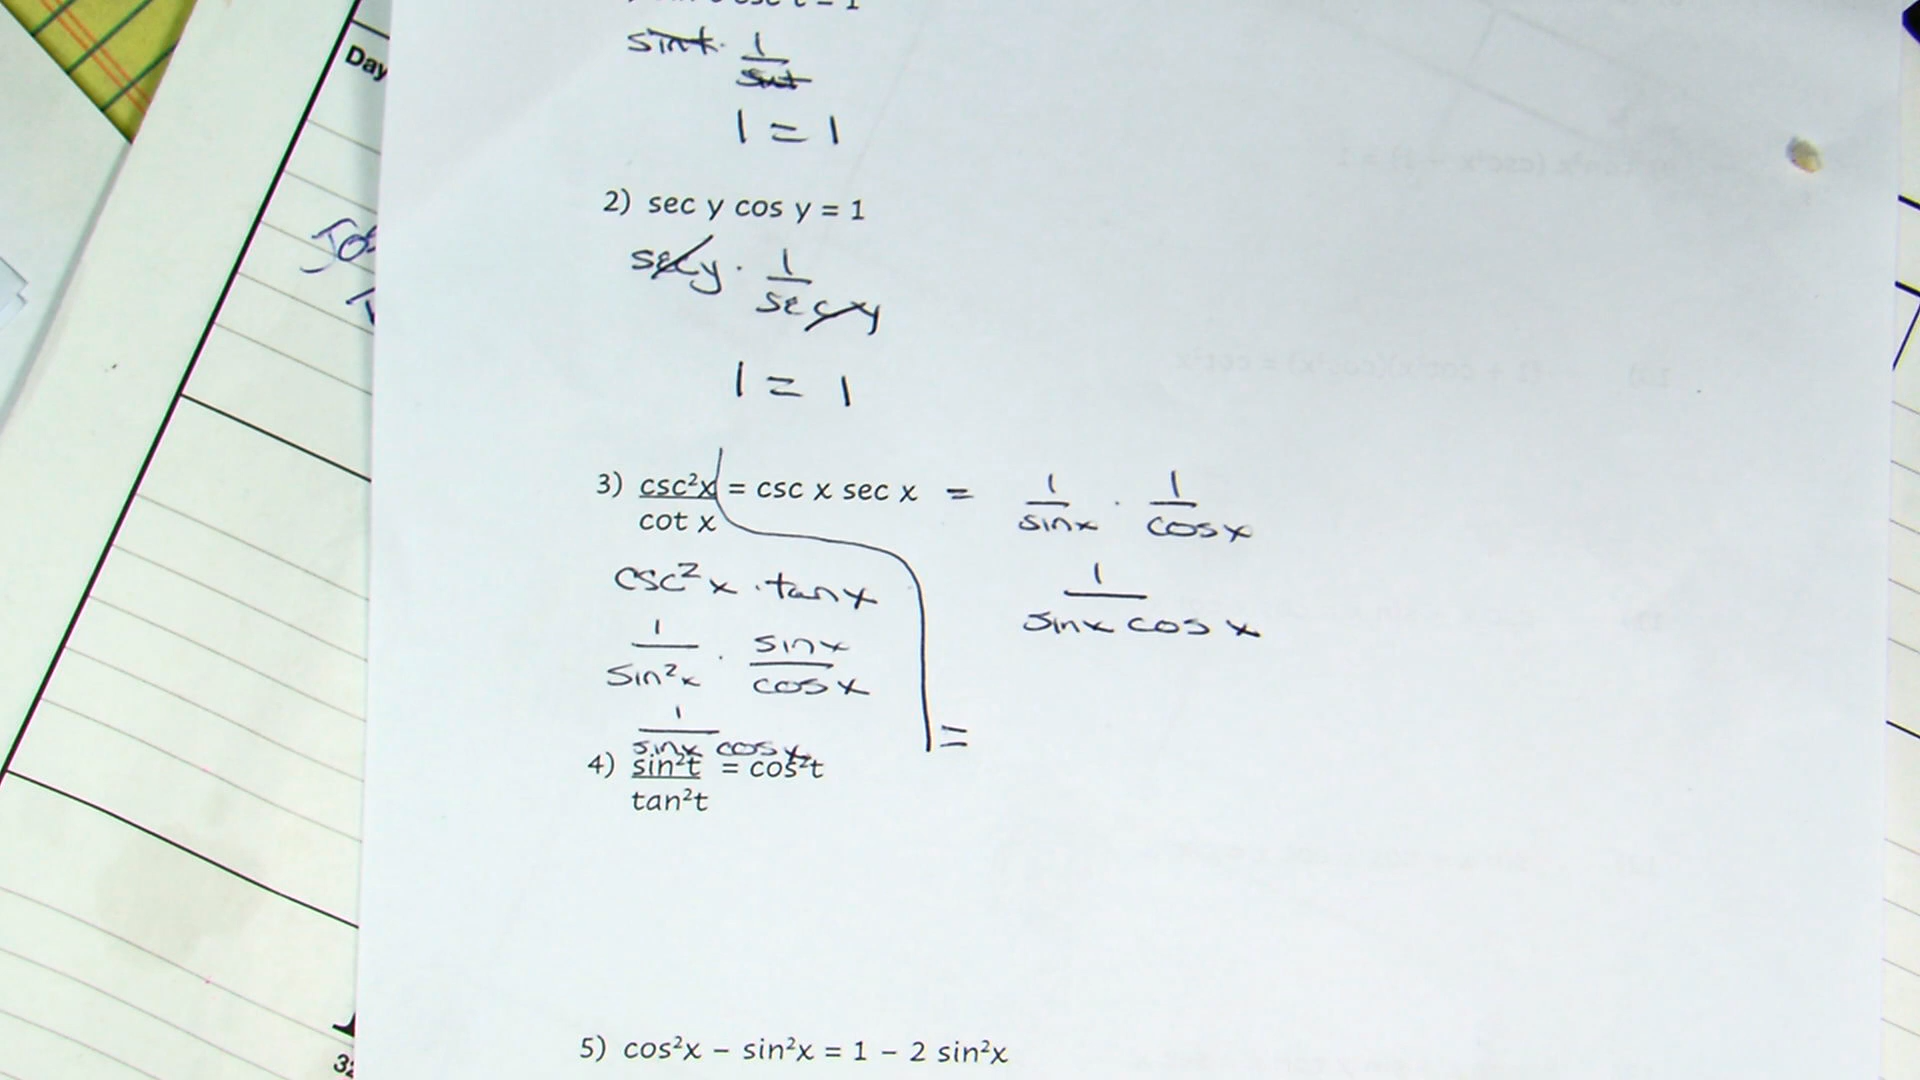 t = 1
sint · 1
sint
1 = 1
2) sec y cos y = 1
secy · 1
secy
1 = 1
3) csc²x = csc x sec x = 1 · 1
cot x sinx cosx
csc²x · tanx
1
sinx cosx
1 · sinx
sin²x cosx
1
sinx cosx =
4) sin²t = cos²t
tan²t
5) cos²x – sin²x = 1 – 2 sin²x
Day